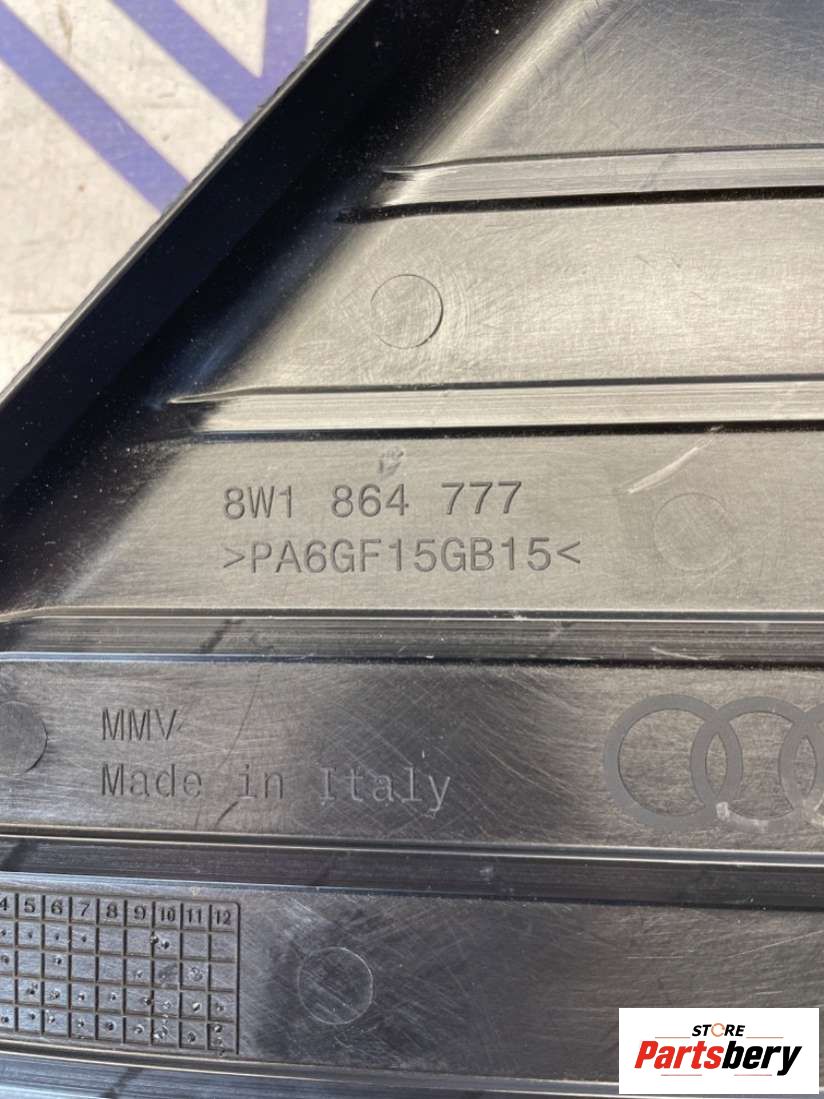 8W1 864 777
>PA6GF15GB15<
MMV
Made in Italy
4 5 6 7 8 9 10 11 12
STORE
Partsbery